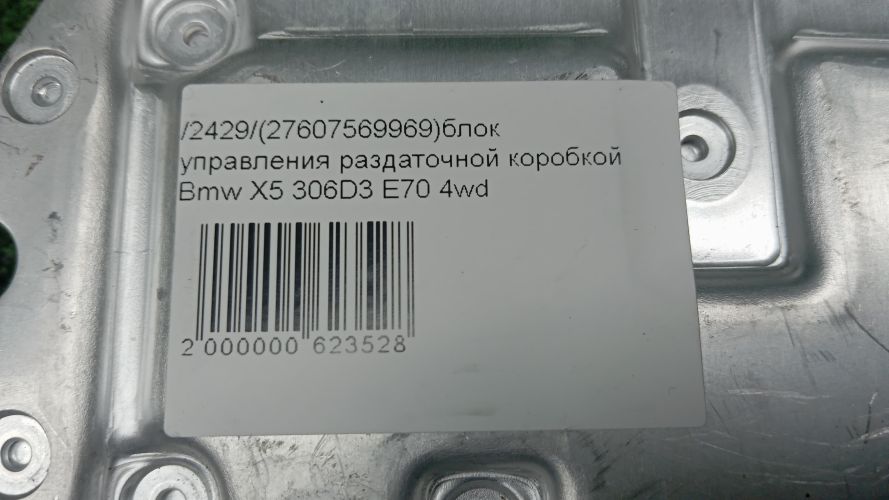 /2429/(27607569969)блок
управления раздаточной коробкой
Bmw X5 306D3 E70 4wd
2 000000 623528